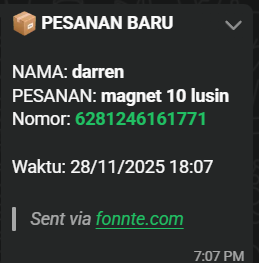 📦 PESANAN BARU
NAMA: darren
PESANAN: magnet 10 lusin
Nomor: 6281246161771
Waktu: 28/11/2025 18:07
Sent via fonnte.com
7:07 PM